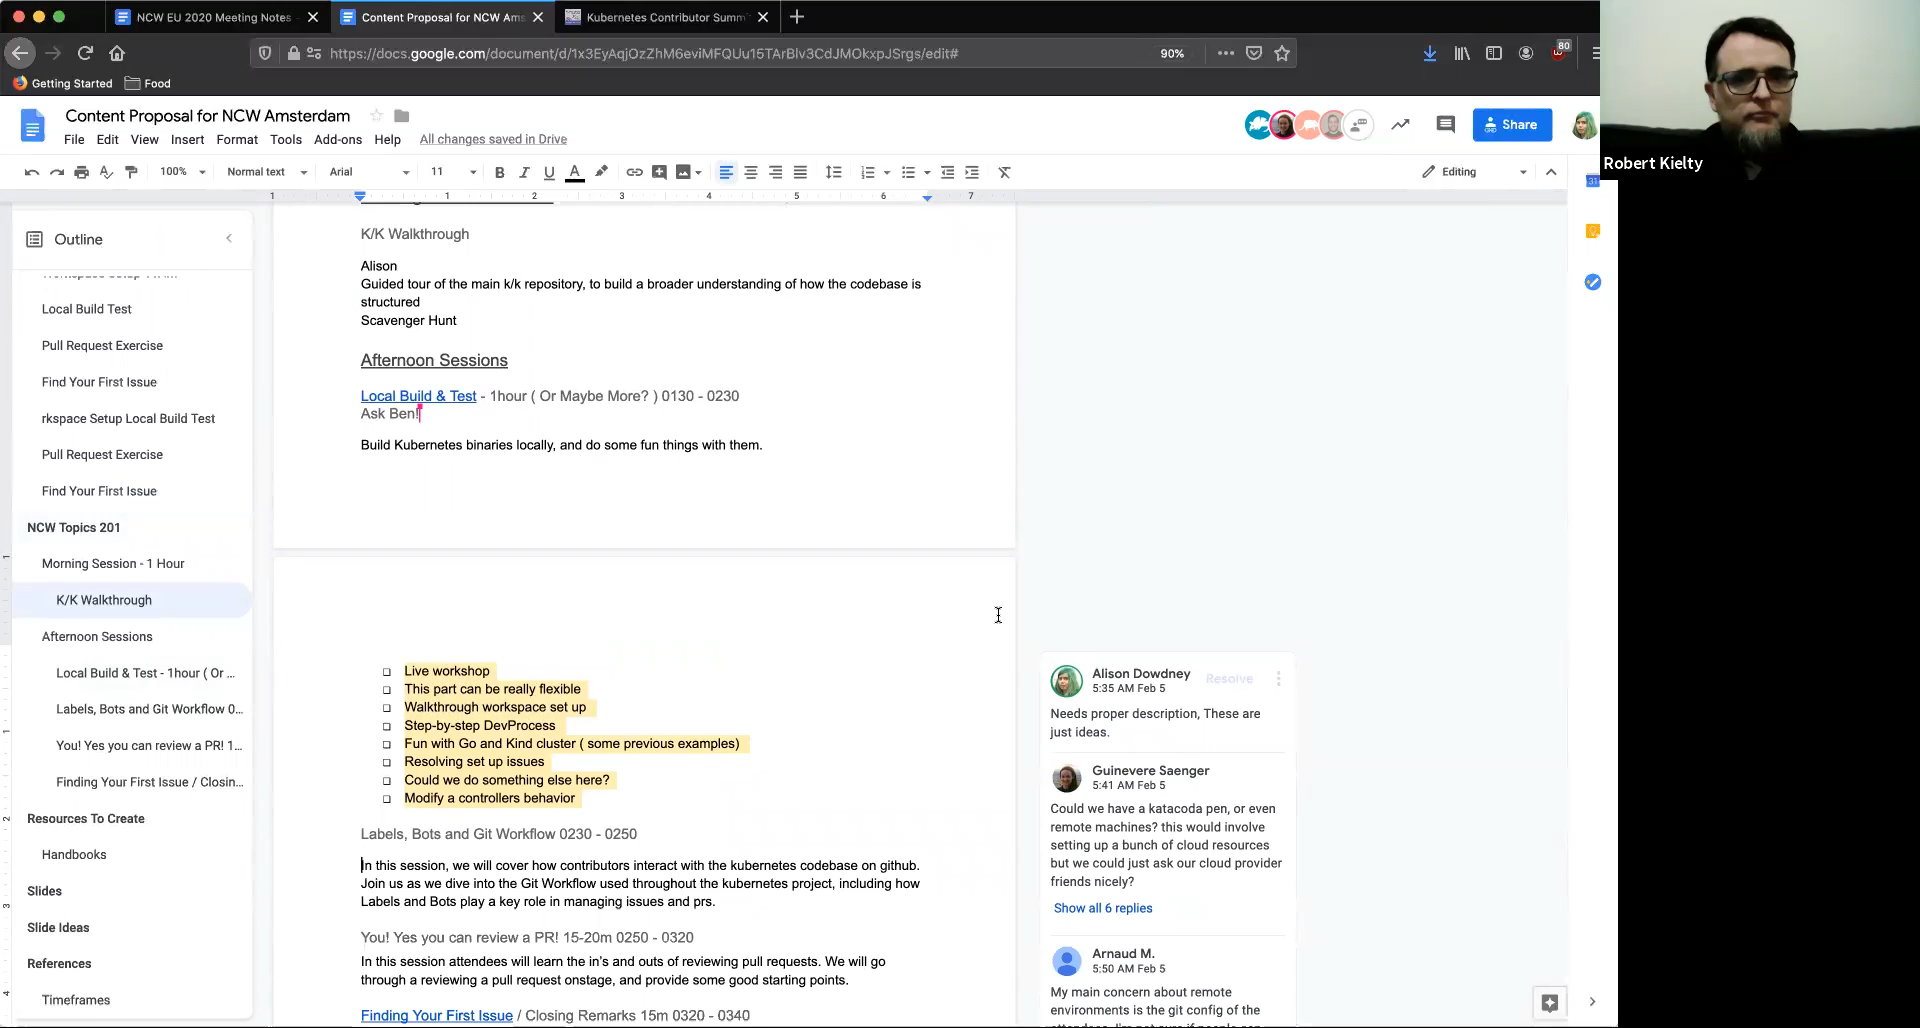 NCW EU 2020 Meeting Notes
Content Proposal for NCW Ams
Kubernetes Contributor Summ
https://docs.google.com/document/d/1x3EyAqjOzZhM6eviMFQUu15TArBlv3CdJMOkxpJSrgs/edit#
90%
80
Getting Started
Food
Content Proposal for NCW Amsterdam
File Edit View Insert Format Tools Add-ons Help All changes saved in Drive
Share
Robert Kielty
100% Normal text Arial 11 B I U A Editing
31
1 1 2 3 4 5 6 7
Outline
Local Build Test
Pull Request Exercise
Find Your First Issue
rkspace Setup Local Build Test
Pull Request Exercise
Find Your First Issue
NCW Topics 201
Morning Session - 1 Hour
K/K Walkthrough
Afternoon Sessions
Local Build & Test - 1hour ( Or ...
Labels, Bots and Git Workflow 0...
You! Yes you can review a PR! 1...
Finding Your First Issue / Closin...
Resources To Create
Handbooks
Slides
Slide Ideas
References
Timeframes
1
1
2
3
4
K/K Walkthrough
Alison
Guided tour of the main k/k repository, to build a broader understanding of how the codebase is
structured
Scavenger Hunt
Afternoon Sessions
Local Build & Test - 1hour ( Or Maybe More? ) 0130 - 0230
Ask Ben!
Build Kubernetes binaries locally, and do some fun things with them.
Live workshop
This part can be really flexible
Walkthrough workspace set up
Step-by-step DevProcess
Fun with Go and Kind cluster ( some previous examples)
Resolving set up issues
Could we do something else here?
Modify a controllers behavior
Labels, Bots and Git Workflow 0230 - 0250
In this session, we will cover how contributors interact with the kubernetes codebase on github.
Join us as we dive into the Git Workflow used throughout the kubernetes project, including how
Labels and Bots play a key role in managing issues and prs.
You! Yes you can review a PR! 15-20m 0250 - 0320
In this session attendees will learn the in's and outs of reviewing pull requests. We will go
through a reviewing a pull request onstage, and provide some good starting points.
Finding Your First Issue / Closing Remarks 15m 0320 - 0340
Alison Dowdney
Resolve
5:35 AM Feb 5
Needs proper description, These are
just ideas.
Guinevere Saenger
5:41 AM Feb 5
Could we have a katacoda pen, or even
remote machines? this would involve
setting up a bunch of cloud resources
but we could just ask our cloud provider
friends nicely?
Show all 6 replies
Arnaud M.
5:50 AM Feb 5
My main concern about remote
environments is the git config of the